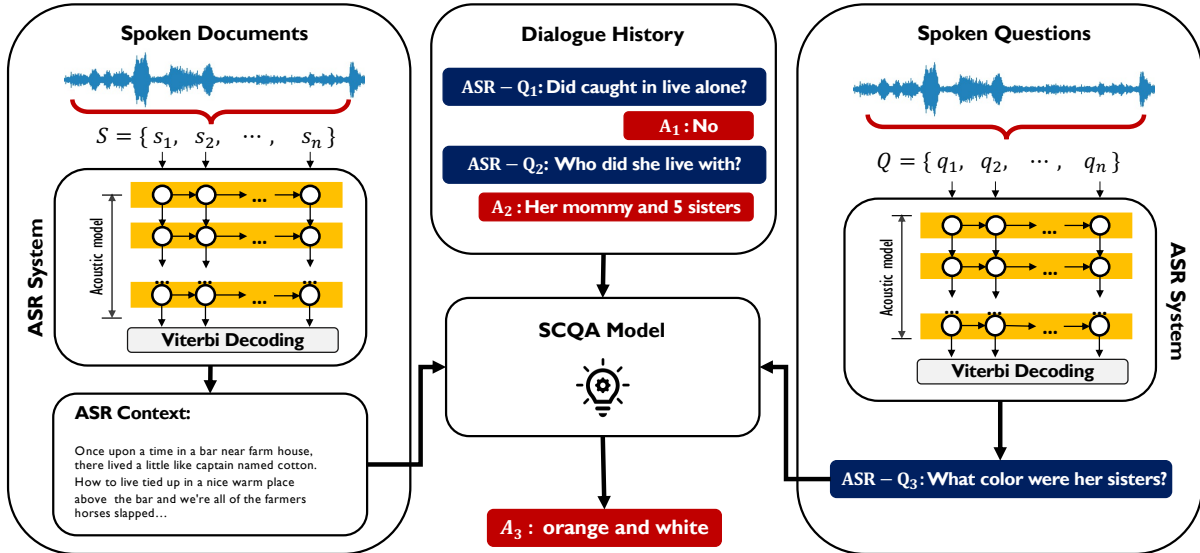 Spoken Documents
S = { s₁, s₂, ⋯ , sₙ }
ASR System
Acoustic model
...
...
...
...
...
...
Viterbi Decoding
ASR Context:
Once upon a time in a bar near farm house,
there lived a little like captain named cotton.
How to live tied up in a nice warm place
above the bar and we're all of the farmers
horses slapped…
Dialogue History
ASR – Q₁: Did caught in live alone?
A₁ : No
ASR – Q₂: Who did she live with?
A₂ : Her mommy and 5 sisters
SCQA Model
A₃ : orange and white
Spoken Questions
Q = { q₁, q₂, ⋯ , qₙ }
Acoustic model
ASR System
...
...
...
...
...
...
Viterbi Decoding
ASR – Q₃: What color were her sisters?